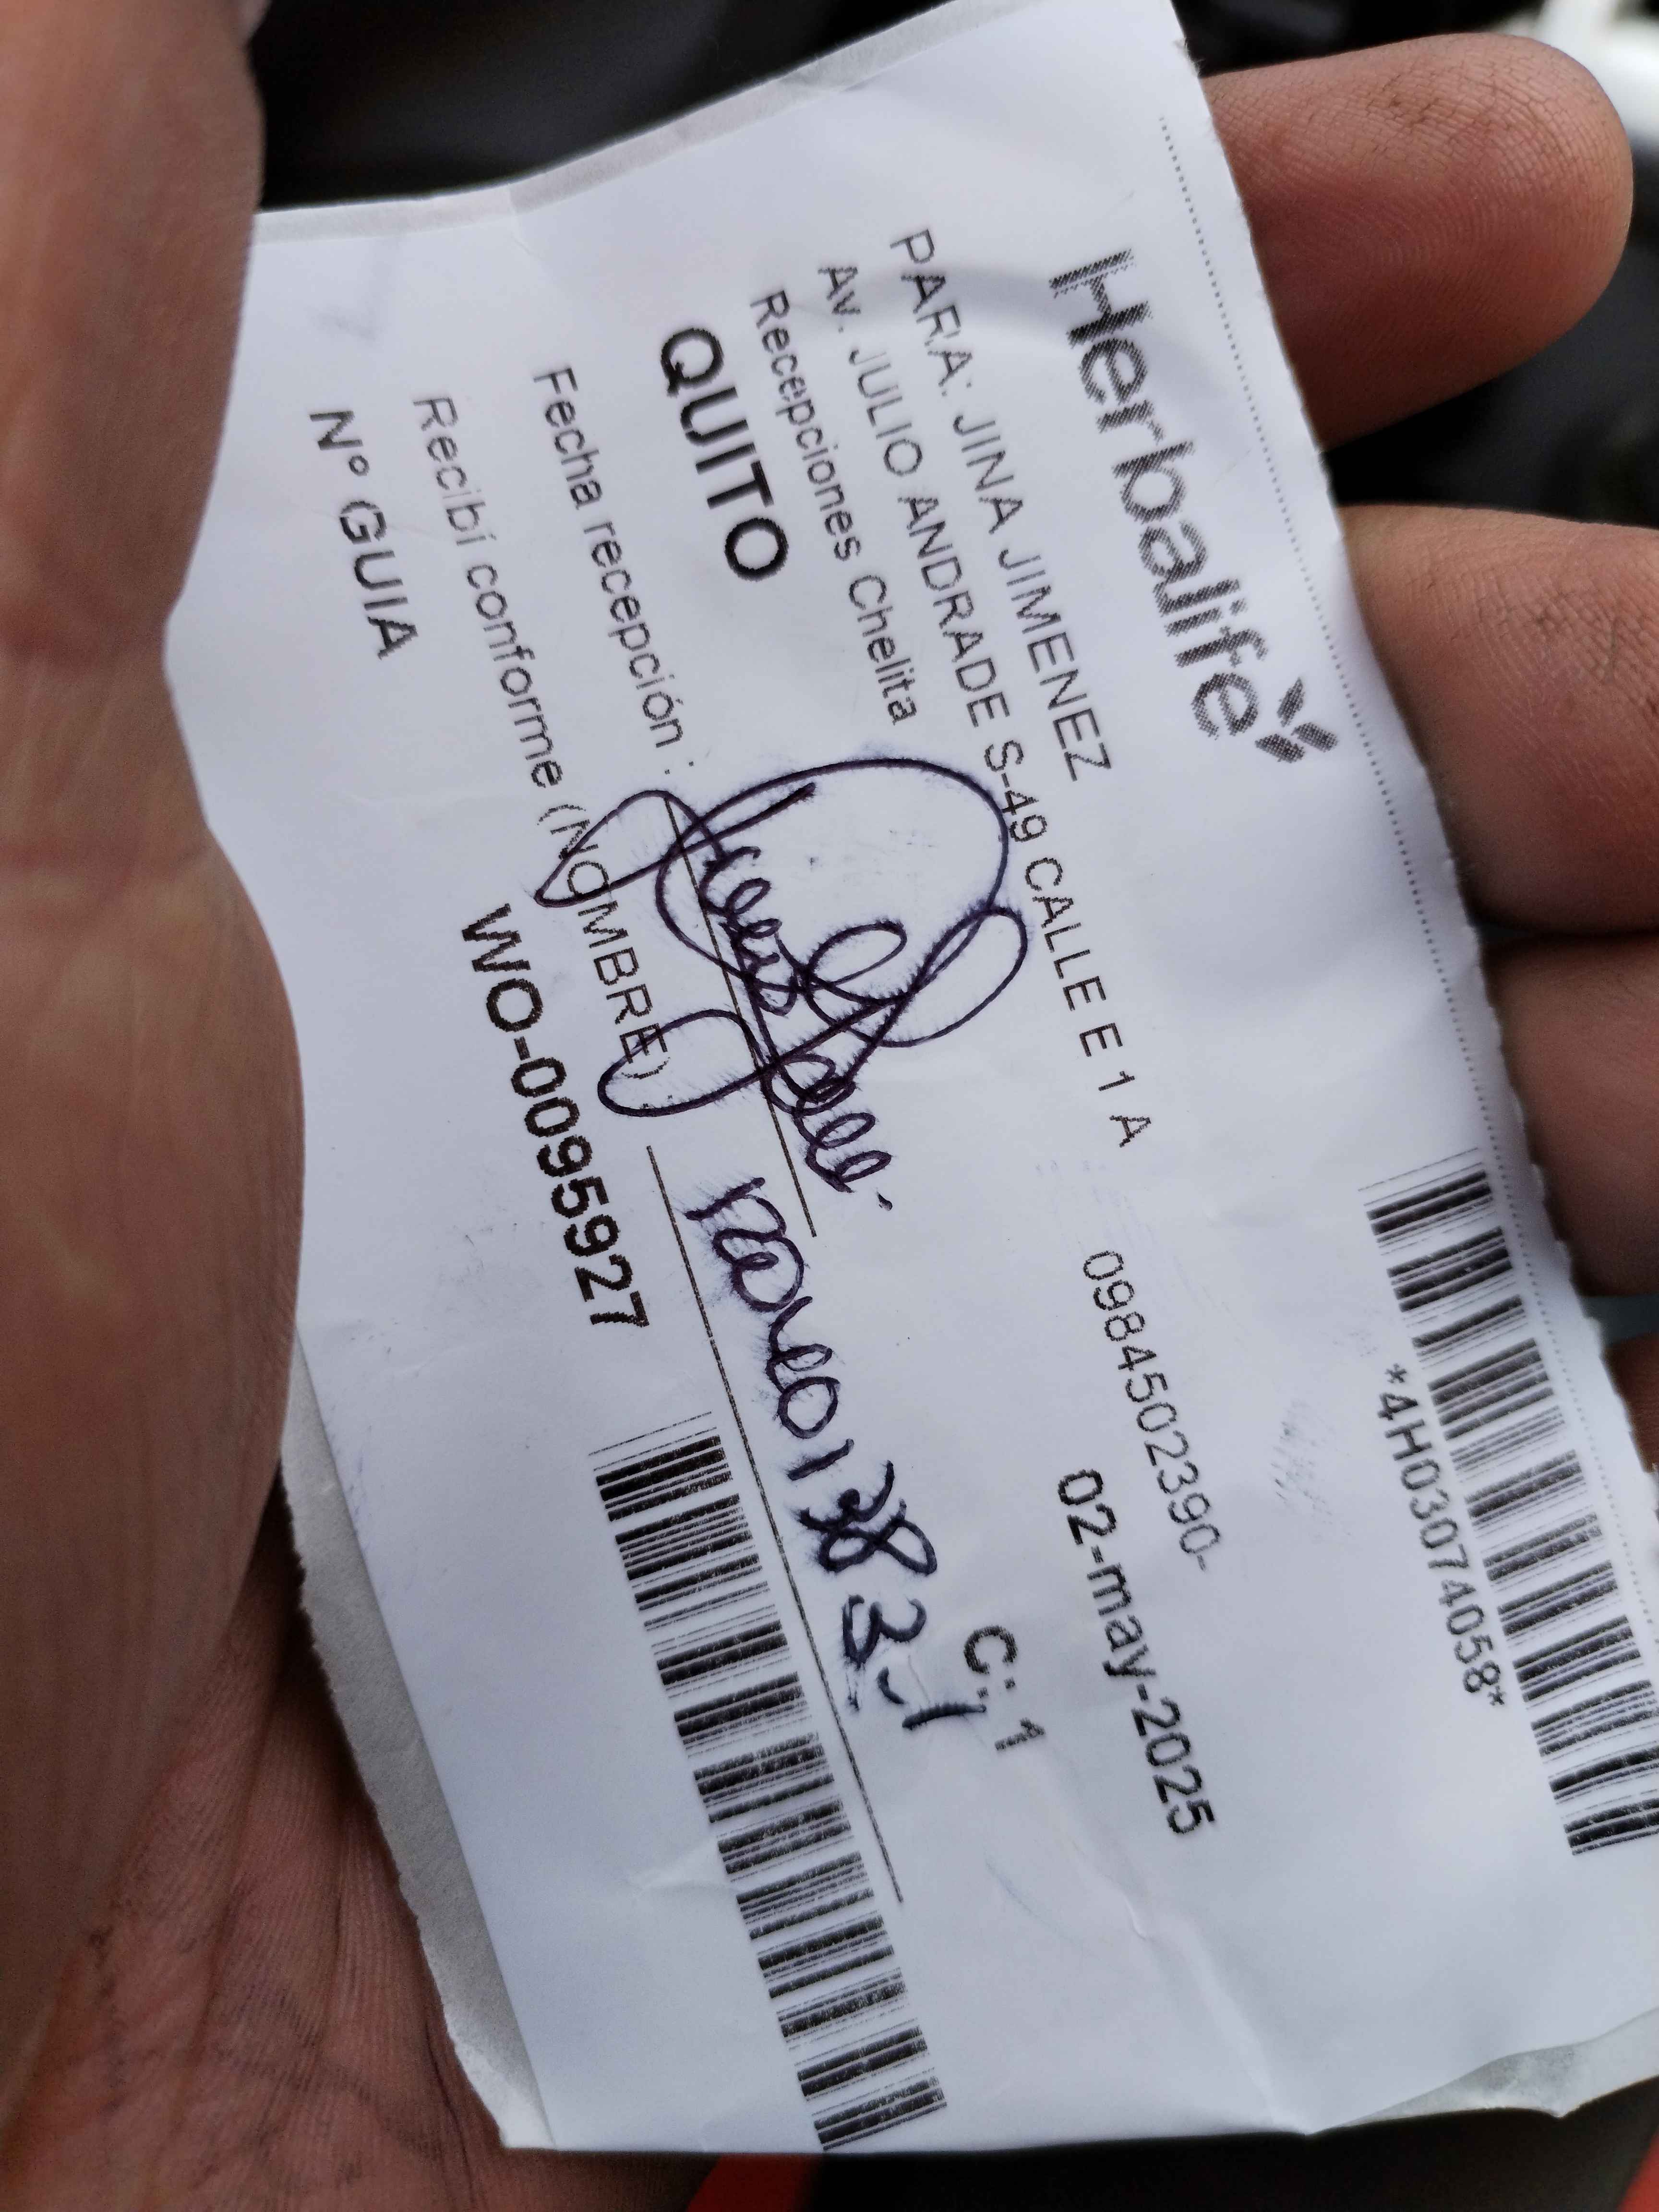 Herbalife
*4H03074058*
PARA: JINA JIMENEZ
Av. JULIO ANDRADE S-49 CALLE E 1 A 0984502390-
Recepciones Chelita 02-may-2025
QUITO C.: 1
Fecha recepción :
Recibí conforme (NOMBRE) :
Nº GUIA WO-0095927